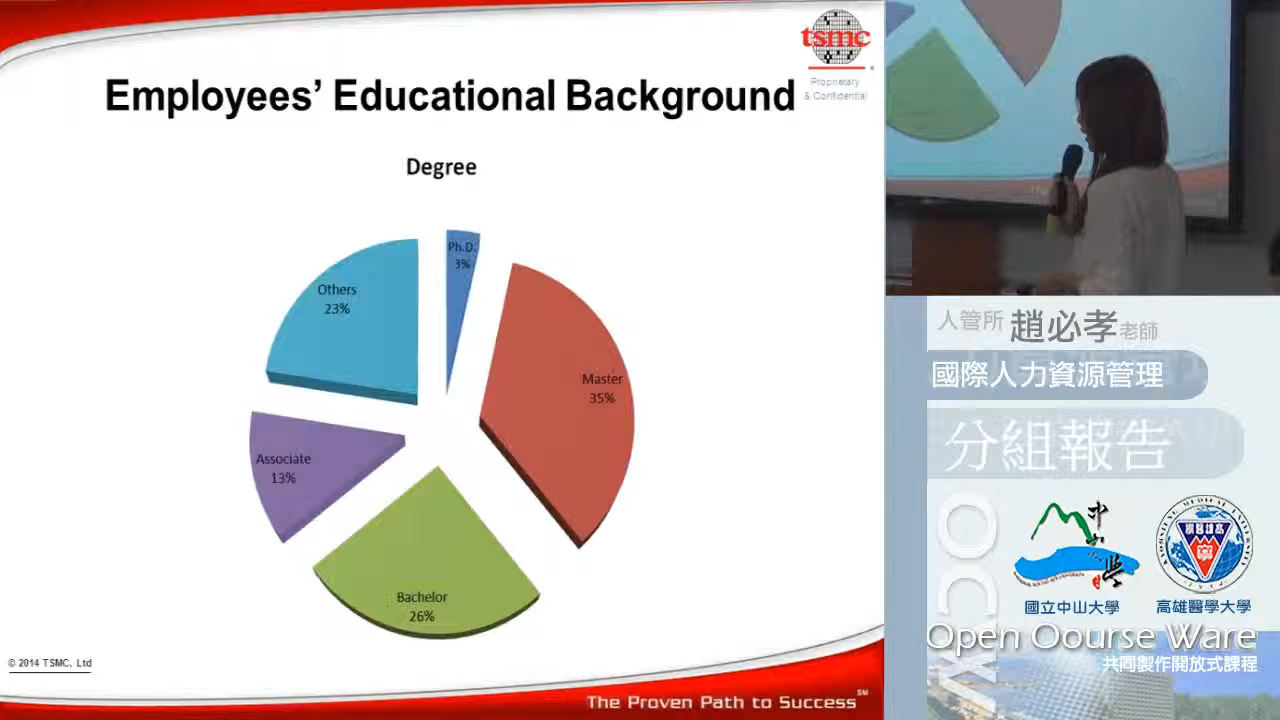 tsmc
Proprietary
& Confidential
Employees’ Educational Background
Degree
Ph.D.
3%
Others
23%
Master
35%
Associate
13%
Bachelor
26%
© 2014 TSMC, Ltd
The Proven Path to Success℠
人管所 趙必孝老師
國際人力資源管理
分組報告
OCW
國立中山大學
高雄醫學大學
Open Oourse Ware
共同製作開放式課程